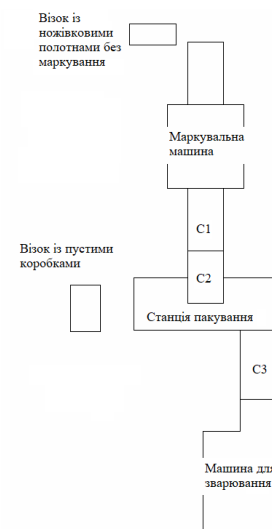 Візок із
ножівковими
полотнами без
маркування
Маркувальна
машина
С1
Візок із пустими
коробками
С2
Станція пакування
С3
Машина для
зварювання